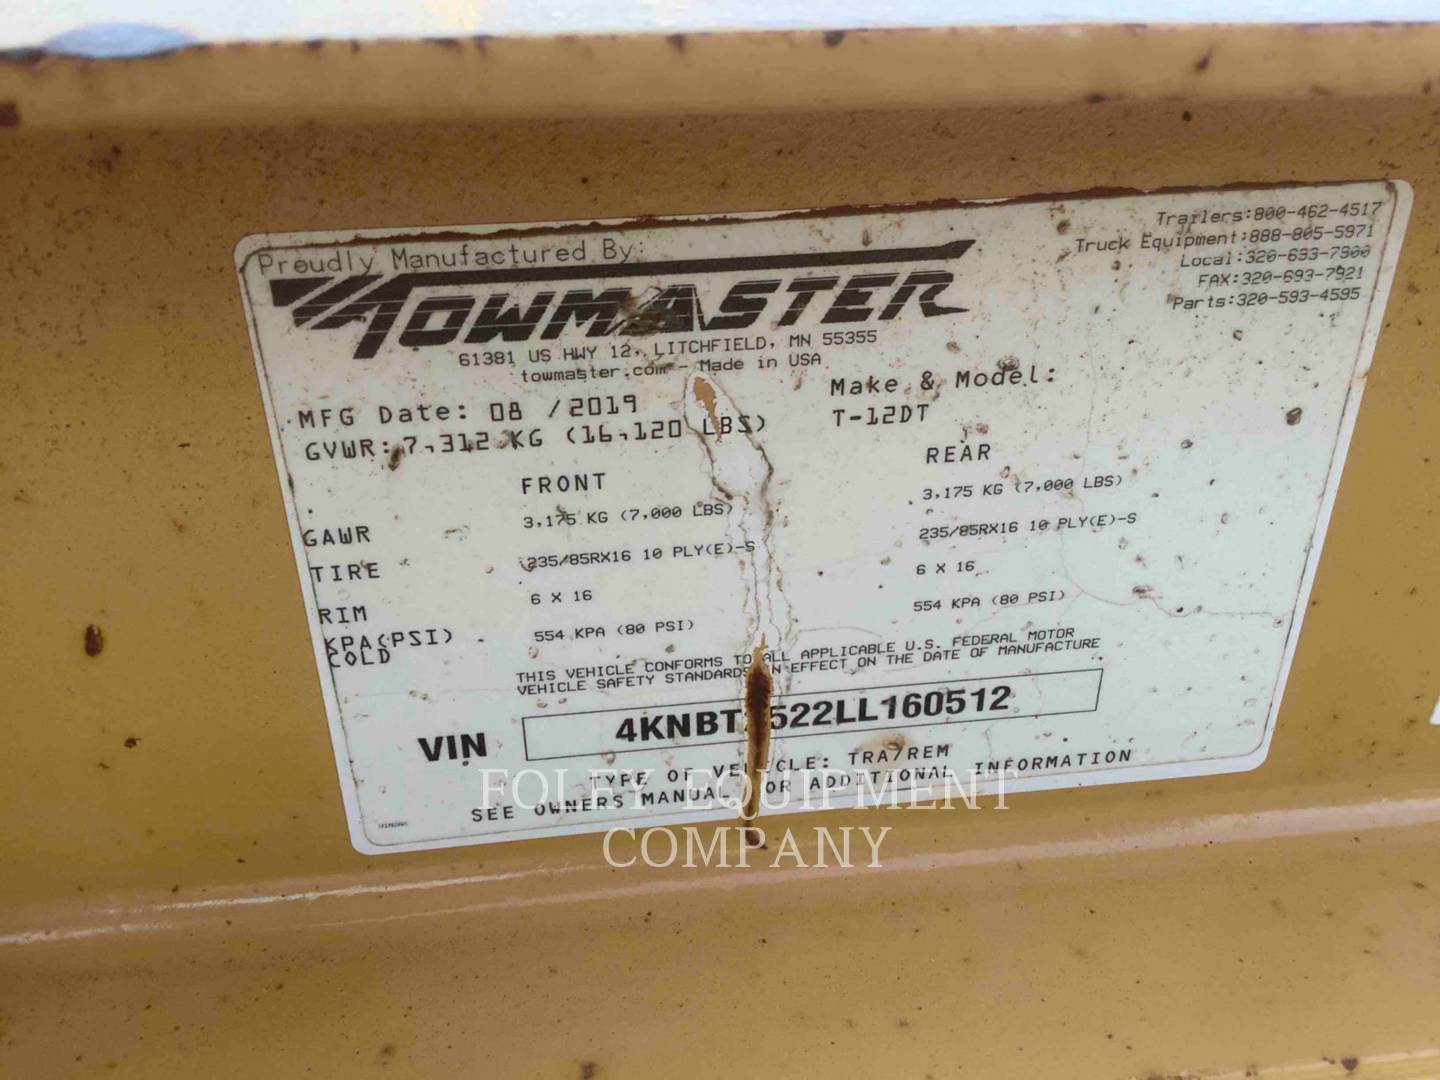 Proudly Manufactured By:
TOWMASTER
61381 US HWY 12, LITCHFIELD, MN 55355
towmaster.com - Made in USA
Trailers:800-462-4517
Truck Equipment:888-805-5971
Local:320-693-7900
FAX:320-693-7921
Parts:320-593-4595
MFG Date: 08 /2019
GVWR: 7,312 KG (16,120 LBS)
Make & Model:
T-12DT
FRONT REAR
GAWR 3,175 KG (7,000 LBS) 3,175 KG (7,000 LBS)
TIRE 235/85RX16 10 PLY(E)-S 235/85RX16 10 PLY(E)-S
RIM 6 X 16 6 X 16
KPA(PSI) 554 KPA (80 PSI) 554 KPA (80 PSI)
COLD
THIS VEHICLE CONFORMS TO ALL APPLICABLE U.S. FEDERAL MOTOR
VEHICLE SAFETY STANDARDS IN EFFECT ON THE DATE OF MANUFACTURE
VIN
TYPE OF VEHICLE: TRA/REM
SEE OWNERS MANUAL FOR ADDITIONAL INFORMATION
FOLEY EQUIPMENT
COMPANY